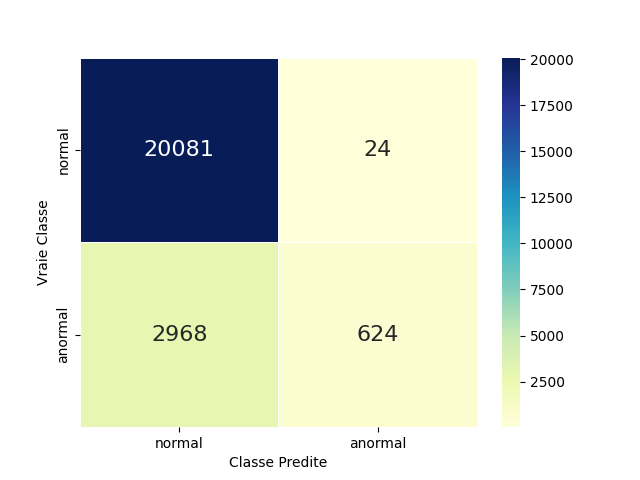 20081
24
2968
624
normal
anormal
Vraie Classe
normal
anormal
Classe Predite
20000
17500
15000
12500
10000
7500
5000
2500